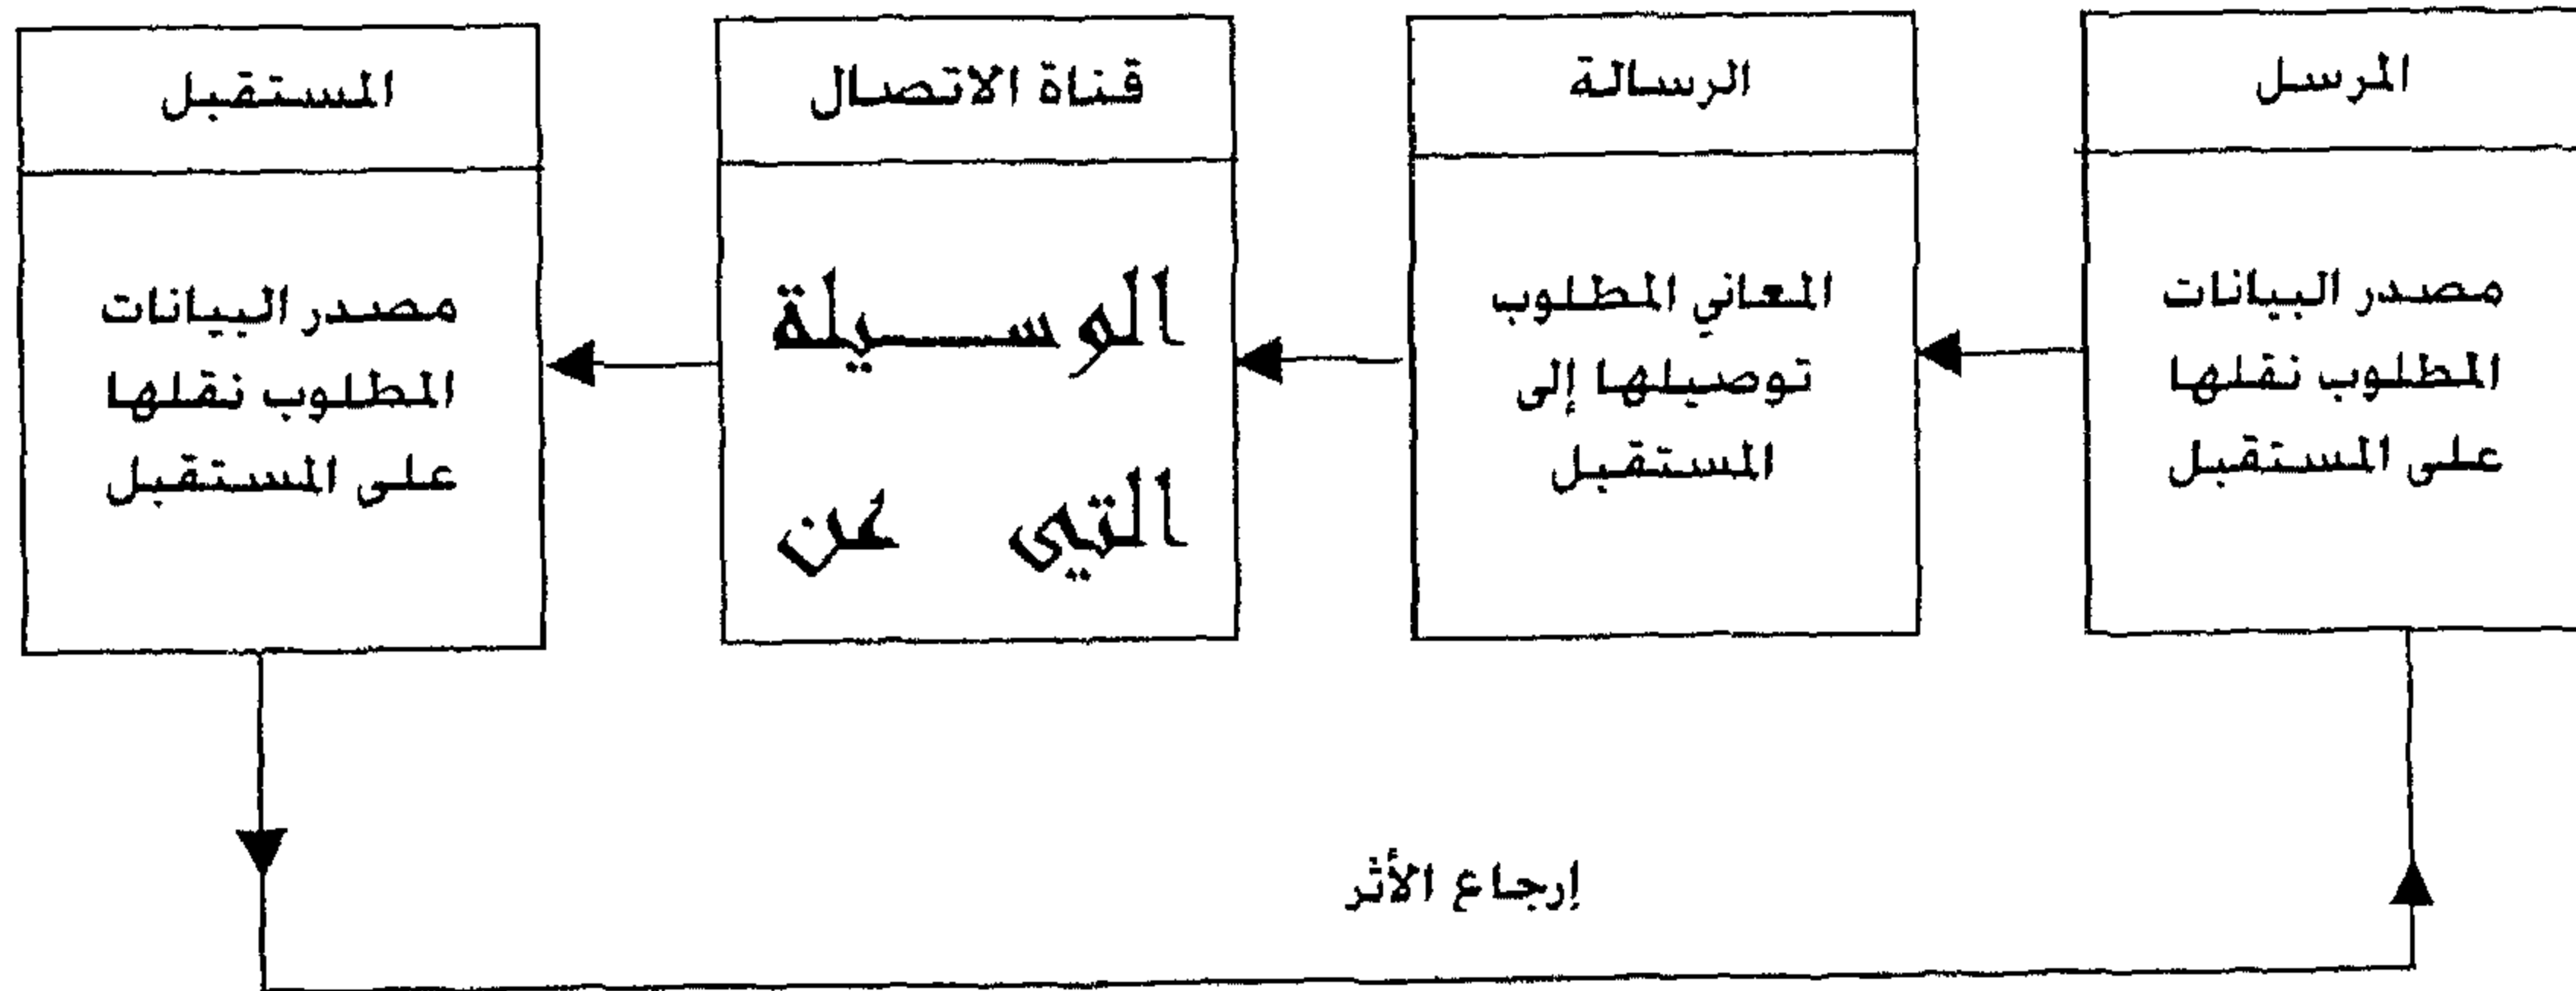 المرسل
مصدر البيانات
المطلوب نقلها
على المستقبل
الرسالة
المعاني المطلوب
توصيلها إلى
المستقبل
قناة الاتصال
الوسيلة
التي عن
المستقبل
مصدر البيانات
المطلوب نقلها
على المستقبل
إرجاع الأثر